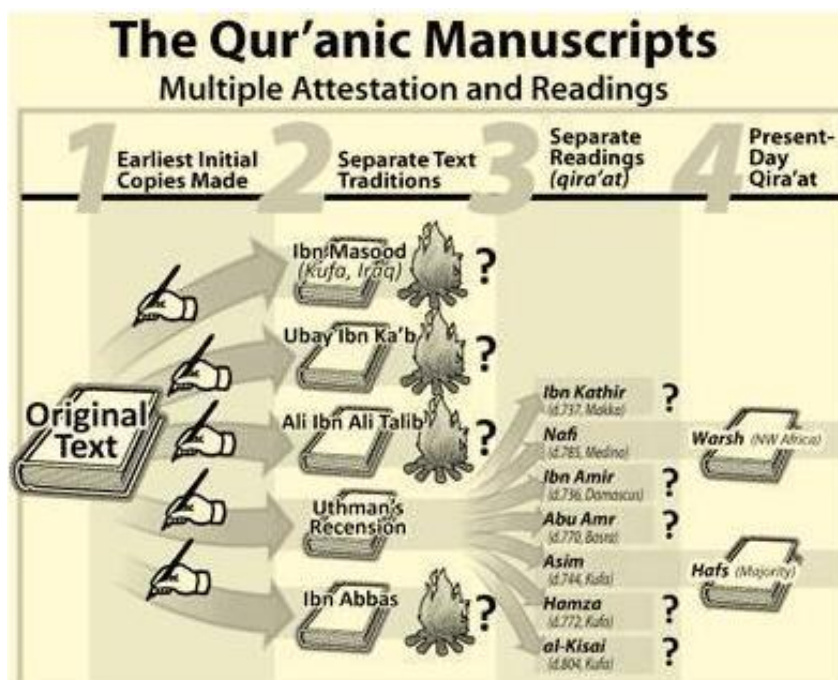 The Qur'anic Manuscripts
Multiple Attestation and Readings
1
Earliest Initial
Copies Made
2
Separate Text
Traditions
3
Separate
Readings
(qira'at)
4
Present-
Day
Qira'at
Original
Text
Ibn Masood
(Kufa, Iraq)
?
Ubay Ibn Ka'b
?
Ali Ibn Ali Talib
?
Uthman's
Recension
Ibn Abbas
?
Ibn Kathir
(d.737, Makka)
?
Nafi
(d.785, Medina)
Ibn Amir
(d.736, Damascus)
?
Abu Amr
(d.770, Basra)
?
Asim
(d.744, Kufa)
Hamza
(d.772, Kufa)
?
al-Kisai
(d.804, Kufa)
?
Warsh (NW Africa)
Hafs (Majority)